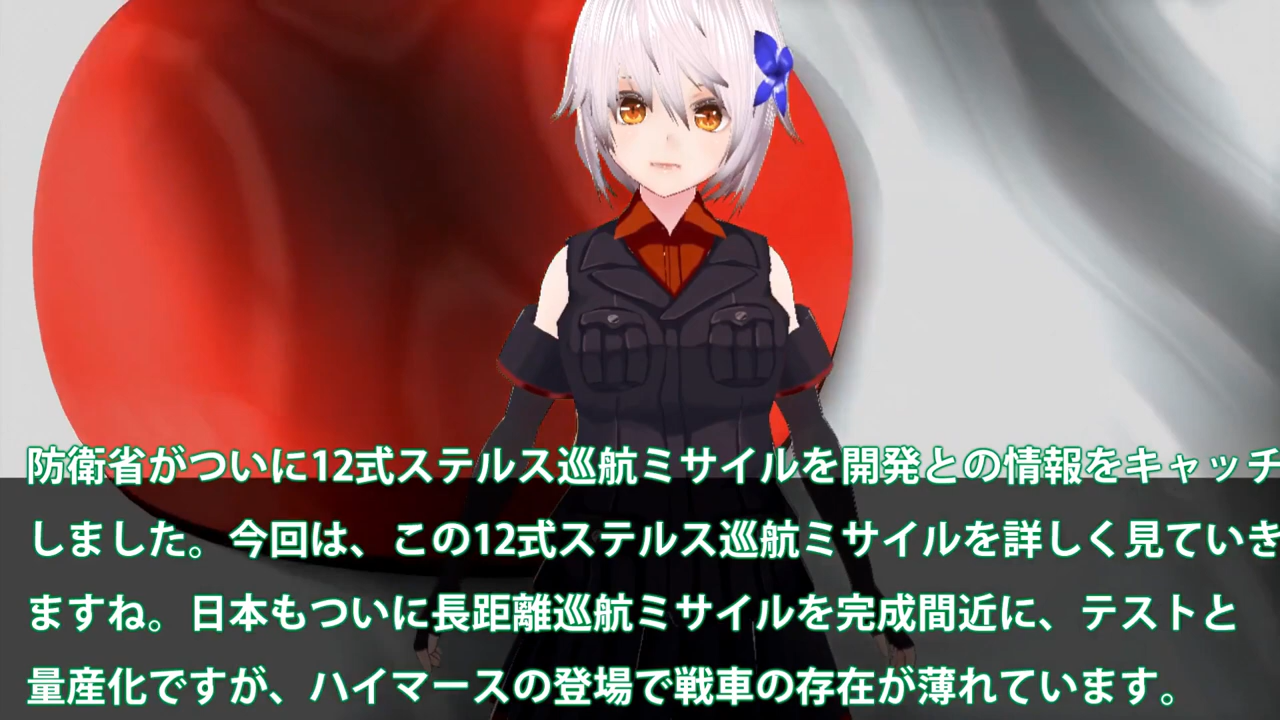 防衛省がついに12式ステルス巡航ミサイルを開発との情報をキャッチ
しました。今回は、この12式ステルス巡航ミサイルを詳しく見ていき
ますね。日本もついに長距離巡航ミサイルを完成間近に、テストと
量産化ですが、ハイマースの登場で戦車の存在が薄れています。